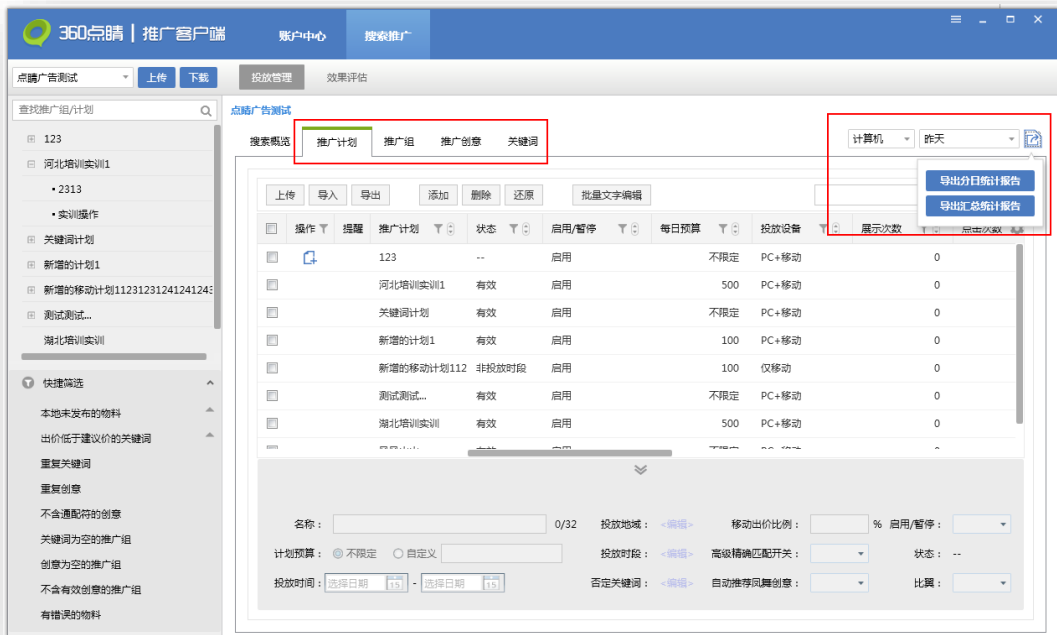 360点睛 | 推广客户端
账户中心
搜索推广
点睛广告测试
上传
下载
投放管理
效果评估
查找推广组/计划
点睛广告测试
123
河北培训实训1
2313
实训操作
关键词计划
新增的计划1
新增的移动计划11231231241241243
测试测试...
湖北培训实训
快捷筛选
本地未发布的物料
出价低于建议价的关键词
重复关键词
重复创意
不含通配符的创意
关键词为空的推广组
创意为空的推广组
不含有效创意的推广组
有错误的物料
搜索概览 推广计划 推广组 推广创意 关键词
计算机 昨天
导出分日统计报告
导出汇总统计报告
上传 导入 导出 添加 删除 还原 批量文字编辑
操作 提醒 推广计划 状态 启用/暂停 每日预算 投放设备 展示次数 点击次数
123 -- 启用 不限定 PC+移动 0
河北培训实训1 有效 启用 500 PC+移动 0
关键词计划 有效 启用 不限定 PC+移动 0
新增的计划1 有效 启用 100 PC+移动 0
新增的移动计划112 非投放时段 启用 100 仅移动 0
测试测试... 有效 启用 不限定 PC+移动 0
湖北培训实训 有效 启用 500 PC+移动 0
名称： 0/32 投放地域： <编辑> 移动出价比例： % 启用/暂停：
计划预算： 不限定 自定义 投放时段： <编辑> 高级精确匹配开关： 状态： --
投放时间： 选择日期 15 - 选择日期 15 否定关键词： <编辑> 自动推荐凤舞创意： 比翼：